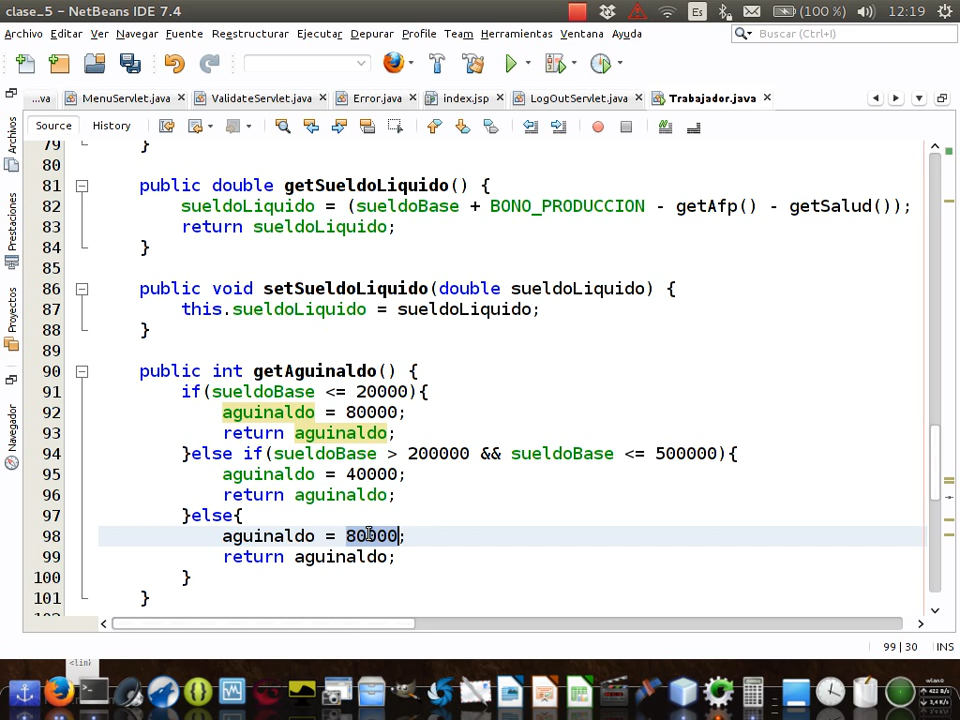 clase_5 - NetBeans IDE 7.4
Es
(100 %)
12:19
Archivo Editar Ver Navegar Fuente Reestructurar Ejecutar Depurar Profile Team Herramientas Ventana Ayuda
Buscar (Ctrl+I)
...va MenuServlet.java ValidateServlet.java Error.java index.jsp LogOutServlet.java Trabajador.java
Source History
Archivos
Prestaciones
Proyectos
Navegador
79 }
80
81 public double getSueldoLiquido() {
82 sueldoLiquido = (sueldoBase + BONO_PRODUCCION - getAfp() - getSalud());
83 return sueldoLiquido;
84 }
85
86 public void setSueldoLiquido(double sueldoLiquido) {
87 this.sueldoLiquido = sueldoLiquido;
88 }
89
90 public int getAguinaldo() {
91 if(sueldoBase <= 20000){
92 aguinaldo = 80000;
93 return aguinaldo;
94 }else if(sueldoBase > 200000 && sueldoBase <= 500000){
95 aguinaldo = 40000;
96 return aguinaldo;
97 }else{
98 aguinaldo = 80000;
99 return aguinaldo;
100 }
101 }
99 | 30 INS